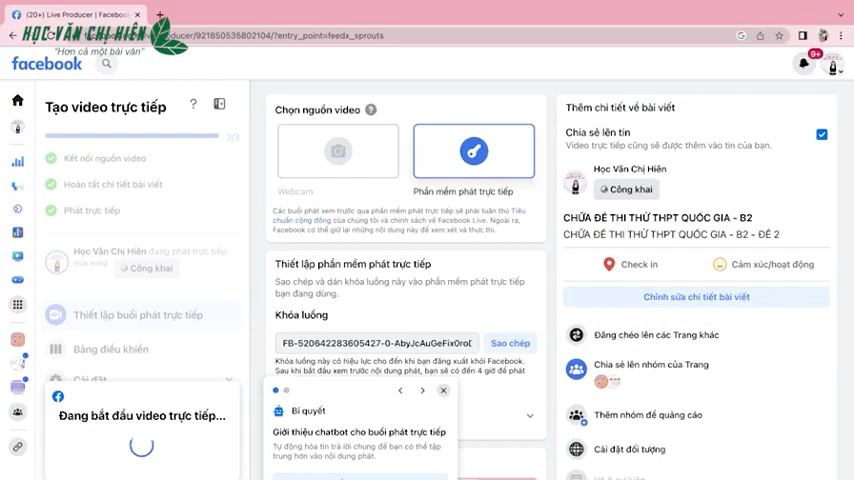 (20+) Live Producer | Facebook
HỌC VĂN CHỊ HIÊN
"Hơn cả một bài văn"
producer/921850535802104/?entry_point=feedx_sprouts
facebook
9+
Tạo video trực tiếp
3/3
Kết nối nguồn video
Hoàn tất chi tiết bài viết
Phát trực tiếp
Học Văn Chị Hiên đang phát trực tiếp.
Vừa xong
Công khai
Thiết lập buổi phát trực tiếp
Bảng điều khiển
Cài đặt
Đang bắt đầu video trực tiếp...
Chọn nguồn video
Webcam
Phần mềm phát trực tiếp
Các buổi phát xem trước qua phần mềm phát trực tiếp sẽ phải tuân thủ Tiêu
chuẩn cộng đồng của chúng tôi và chính sách về Facebook Live. Ngoài ra,
Facebook có thể giữ lại những nội dung này để xem xét và thực thi.
Thiết lập phần mềm phát trực tiếp
Sao chép và dán khóa luồng này vào phần mềm phát trực tiếp
bạn đang dùng.
Khóa luồng
FB-520642283605427-0-AbyJcAuGeFix0rol
Sao chép
Khóa luồng này có hiệu lực cho đến khi bạn đăng xuất khỏi Facebook.
Sau khi bắt đầu xem trước nội dung phát, bạn sẽ có đến 4 giờ để phát
Bí quyết
Giới thiệu chatbot cho buổi phát trực tiếp
Tự động hóa tin trả lời chung để bạn có thể tập
trung hơn vào nội dung phát.
Thêm chi tiết về bài viết
Chia sẻ lên tin
Video trực tiếp cũng sẽ được thêm vào tin của bạn.
Học Văn Chị Hiên
Công khai
CHỮA ĐỀ THI THỬ THPT QUỐC GIA - B2
CHỮA ĐỀ THI THỬ THPT QUỐC GIA - B2 - ĐỀ 2
Check in
Cảm xúc/hoạt động
Chỉnh sửa chi tiết bài viết
Đăng chéo lên các Trang khác
Chia sẻ lên nhóm của Trang
Thêm nhóm để quảng cáo
Cài đặt đối tượng